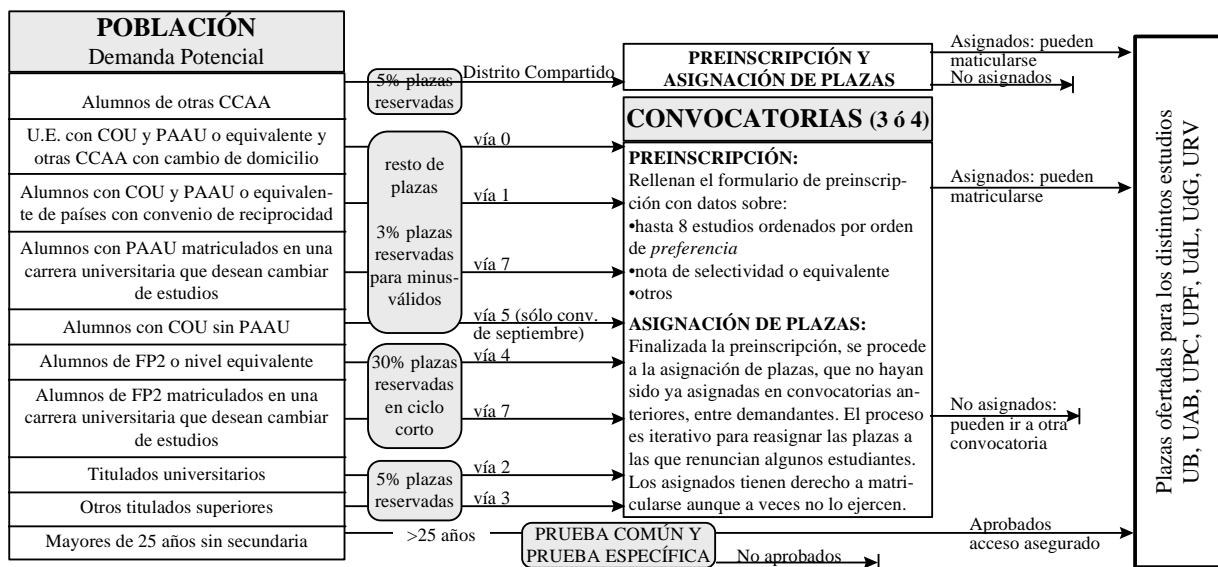 POBLACIÓN
Demanda Potencial
Alumnos de otras CCAA
U.E. con COU y PAAU o equivalente y
otras CCAA con cambio de domicilio
Alumnos con COU y PAAU o equivalen-
te de países con convenio de reciprocidad
Alumnos con PAAU matriculados en una
carrera universitaria que desean cambiar
de estudios
Alumnos con COU sin PAAU
Alumnos de FP2 o nivel equivalente
Alumnos de FP2 matriculados en una
carrera universitaria que desean cambiar
de estudios
Titulados universitarios
Otros titulados superiores
Mayores de 25 años sin secundaria
5% plazas
reservadas
resto de
plazas
3% plazas
reservadas
para minus-
válidos
30% plazas
reservadas
en ciclo
corto
5% plazas
reservadas
Distrito Compartido
vía 0
vía 1
vía 7
vía 5 (sólo conv.
de septiembre)
vía 4
vía 7
vía 2
vía 3
>25 años
PRUEBA COMÚN Y
PRUEBA ESPECÍFICA
No aprobados
PREINSCRIPCIÓN Y
ASIGNACIÓN DE PLAZAS
CONVOCATORIAS (3 ó 4)
PREINSCRIPCIÓN:
Rellenan el formulario de preinscrip-
ción con datos sobre:
•hasta 8 estudios ordenados por orden
de preferencia
•nota de selectividad o equivalente
•otros
ASIGNACIÓN DE PLAZAS:
Finalizada la preinscripción, se procede
a la asignación de plazas, que no hayan
sido ya asignadas en convocatorias an-
teriores, entre demandantes. El proceso
es iterativo para reasignar las plazas a
las que renuncian algunos estudiantes.
Los asignados tienen derecho a matri-
cularse aunque a veces no lo ejercen.
Asignados: pueden
maticularse
No asignados
Asignados: pueden
matricularse
No asignados:
pueden ir a otra
convocatoria
Aprobados
acceso asegurado
Plazas ofertadas para los distintos estudios
UB, UAB, UPC, UPF, UdL, UdG, URV